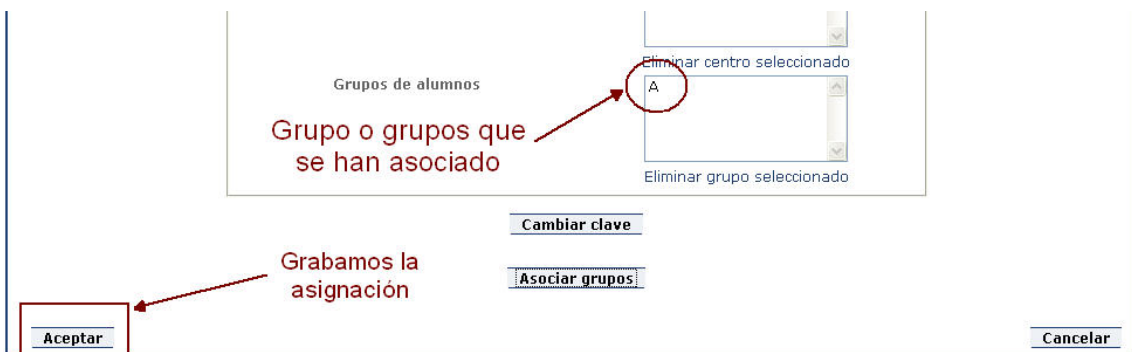 Eliminar centro seleccionado
Grupos de alumnos
A
Grupo o grupos que
se han asociado
Eliminar grupo seleccionado
Cambiar clave
Grabamos la
asignación
Asociar grupos
Aceptar
Cancelar